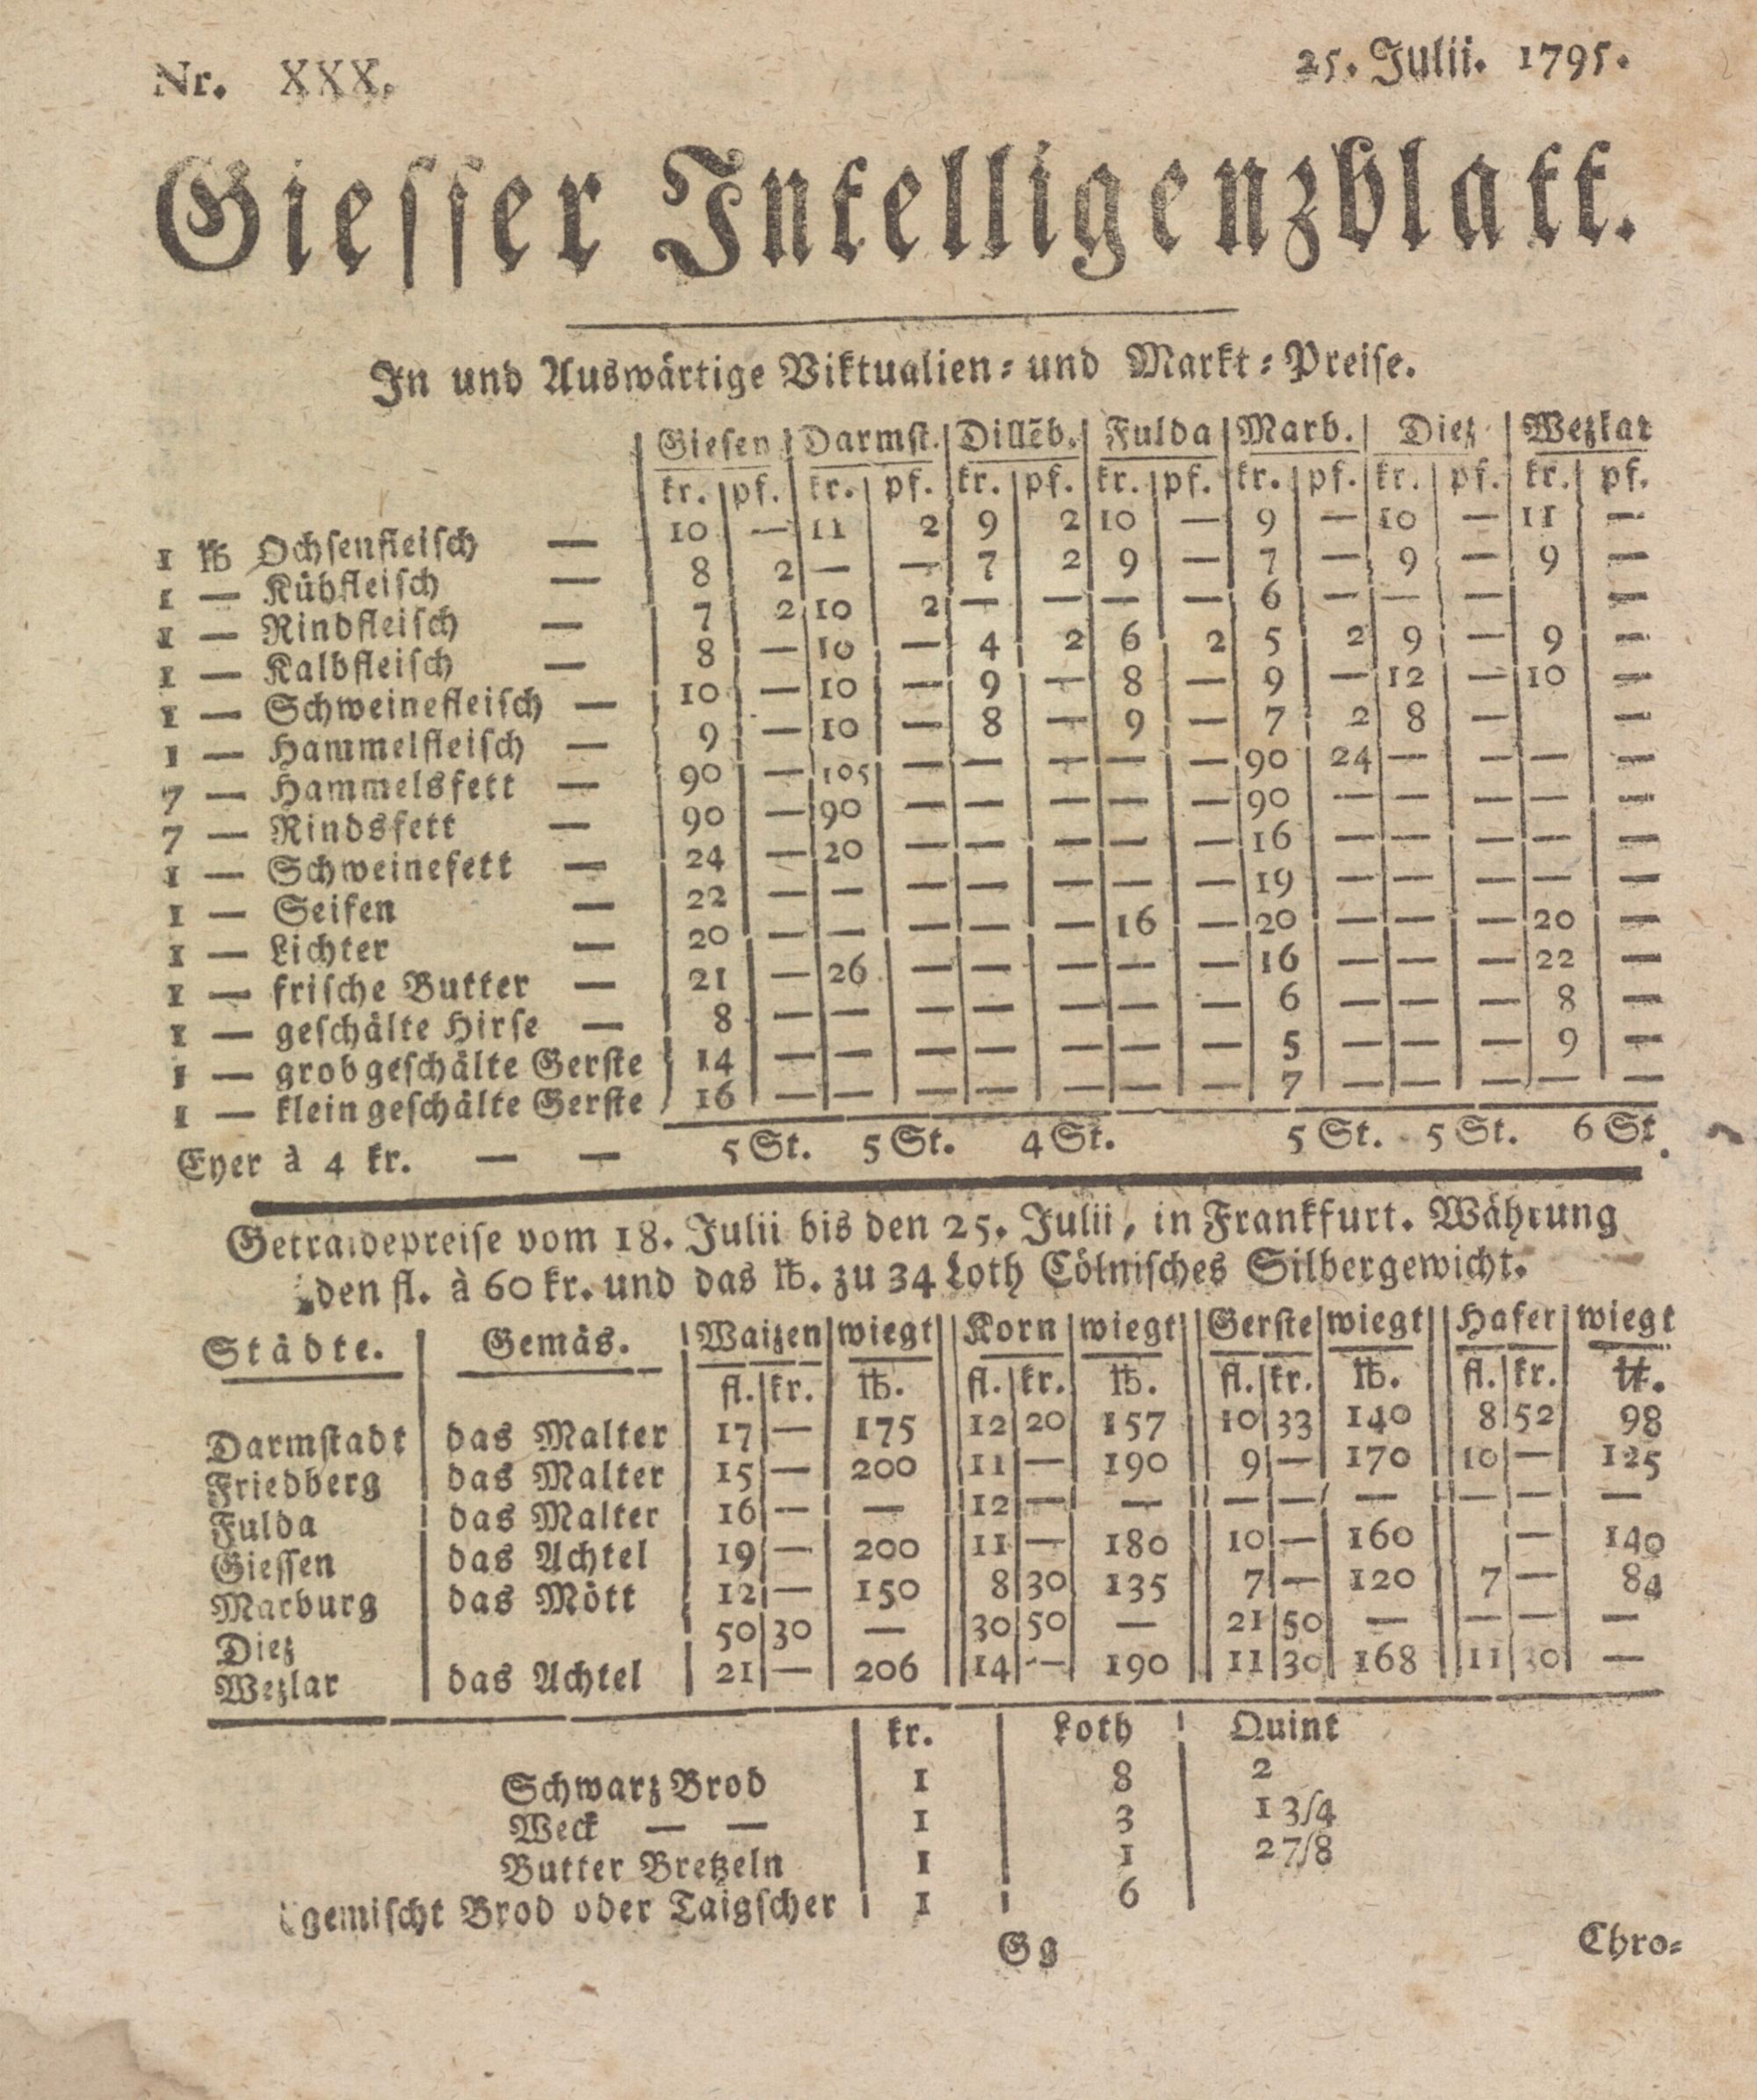 Nr. XXX. 25. Julii. 1795.
Giesser Intelligenzblatt.
In und Auswärtige Viktualien- und Markt-Preise.
Giesen | Darmst. | Dillēb. | Fulda | Marb. | Diez | Wezlar
kr. | pf. | kr. | pf. | kr. | pf. | kr. | pf. | kr. | pf. | kr. | pf. | kr. | pf.
1 ℔ Ochsenfleisch — | 10 | — | 11 | 2 | 9 | 2 | 10 | — | 9 | — | 10 | — | 11 | —
1 — Kühfleisch — | 8 | 2 | — | — | 7 | 2 | 9 | — | 7 | — | 9 | — | 9 | —
1 — Rindfleisch — | 7 | 2 | 10 | 2 | — | — | — | — | 6 | — | — | — | | —
1 — Kalbfleisch — | 8 | — | 10 | — | 4 | 2 | 6 | 2 | 5 | 2 | 9 | — | 9 | —
1 — Schweinefleisch — | 10 | — | 10 | — | 9 | — | 8 | — | 9 | — | 12 | — | 10 | —
1 — Hammelfleisch — | 9 | — | 10 | — | 8 | — | 9 | — | 7 | 2 | 8 | — | | —
7 — Hammelsfett — | 90 | — | 105 | — | — | — | — | — | 90 | 24 | — | — | — | —
7 — Rindsfett — | 90 | — | 90 | — | — | — | — | — | 90 | — | — | — | — | —
1 — Schweinefett — | 24 | — | 20 | — | — | — | — | — | 16 | — | — | — | — | —
1 — Seifen — | 22 | — | — | — | — | — | — | — | 19 | — | — | — | — | —
1 — Lichter — | 20 | — | — | — | — | — | 16 | — | 20 | — | — | — | 20 | —
1 — frische Butter — | 21 | — | 26 | — | — | — | — | — | 16 | — | — | — | 22 | —
1 — geschälte Hirse — | 8 | — | — | — | — | — | — | — | 6 | — | — | — | 8 | —
1 — grob geschälte Gerste | 14 | — | — | — | — | — | — | — | 5 | — | — | — | 9 | —
1 — klein geschälte Gerste | 16 | — | — | — | — | — | — | — | 7 | — | — | — | — | —
Eyer à 4 kr. — — 5 St. 5 St. 4 St. 5 St. 5 St. 6 St.
Getraidepreise vom 18. Julii bis den 25. Julii, in Frankfurt. Währung
den fl. à 60 kr. und das ℔. zu 34 Loth Cölnisches Silbergewicht.
Städte. | Gemäs. | Waizen | wiegt | Korn | wiegt | Gerste | wiegt | Hafer | wiegt
fl. | kr. | ℔. | fl. | kr. | ℔. | fl. | kr. | ℔. | fl. | kr. | ℔.
Darmstadt | das Malter | 17 | — | 175 | 12 | 20 | 157 | 10 | 33 | 140 | 8 | 52 | 98
Friedberg | das Malter | 15 | — | 200 | 11 | — | 190 | 9 | — | 170 | 10 | — | 125
Fulda | das Malter | 16 | — | — | 12 | — | — | — | — | — | — | — | —
Giessen | das Achtel | 19 | — | 200 | 11 | — | 180 | 10 | — | 160 | | — | 140
Marburg | das Mött | 12 | — | 150 | 8 | 30 | 135 | 7 | — | 120 | 7 | — | 84
Diez | | 50 | 30 | — | 30 | 50 | — | 21 | 50 | — | — | — | —
Wezlar | das Achtel | 21 | — | 206 | 14 | — | 190 | 11 | 30 | 168 | 11 | 30 | —
kr. | Loth | Quint
Schwarz Brod | 1 | 8 | 2
Weck — — | 1 | 3 | 1 3/4
Butter Bretzeln | 1 | 1 | 2 7/8
gemischt Brod oder Taigscher | 1 | 6 |
Gg Chro-